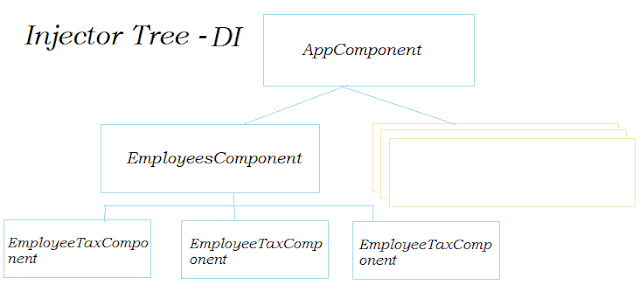 Injector Tree - DI
AppComponent
EmployeesComponent
EmployeeTaxCompo
nent
EmployeeTaxComp
onent
EmployeeTaxComp
onent